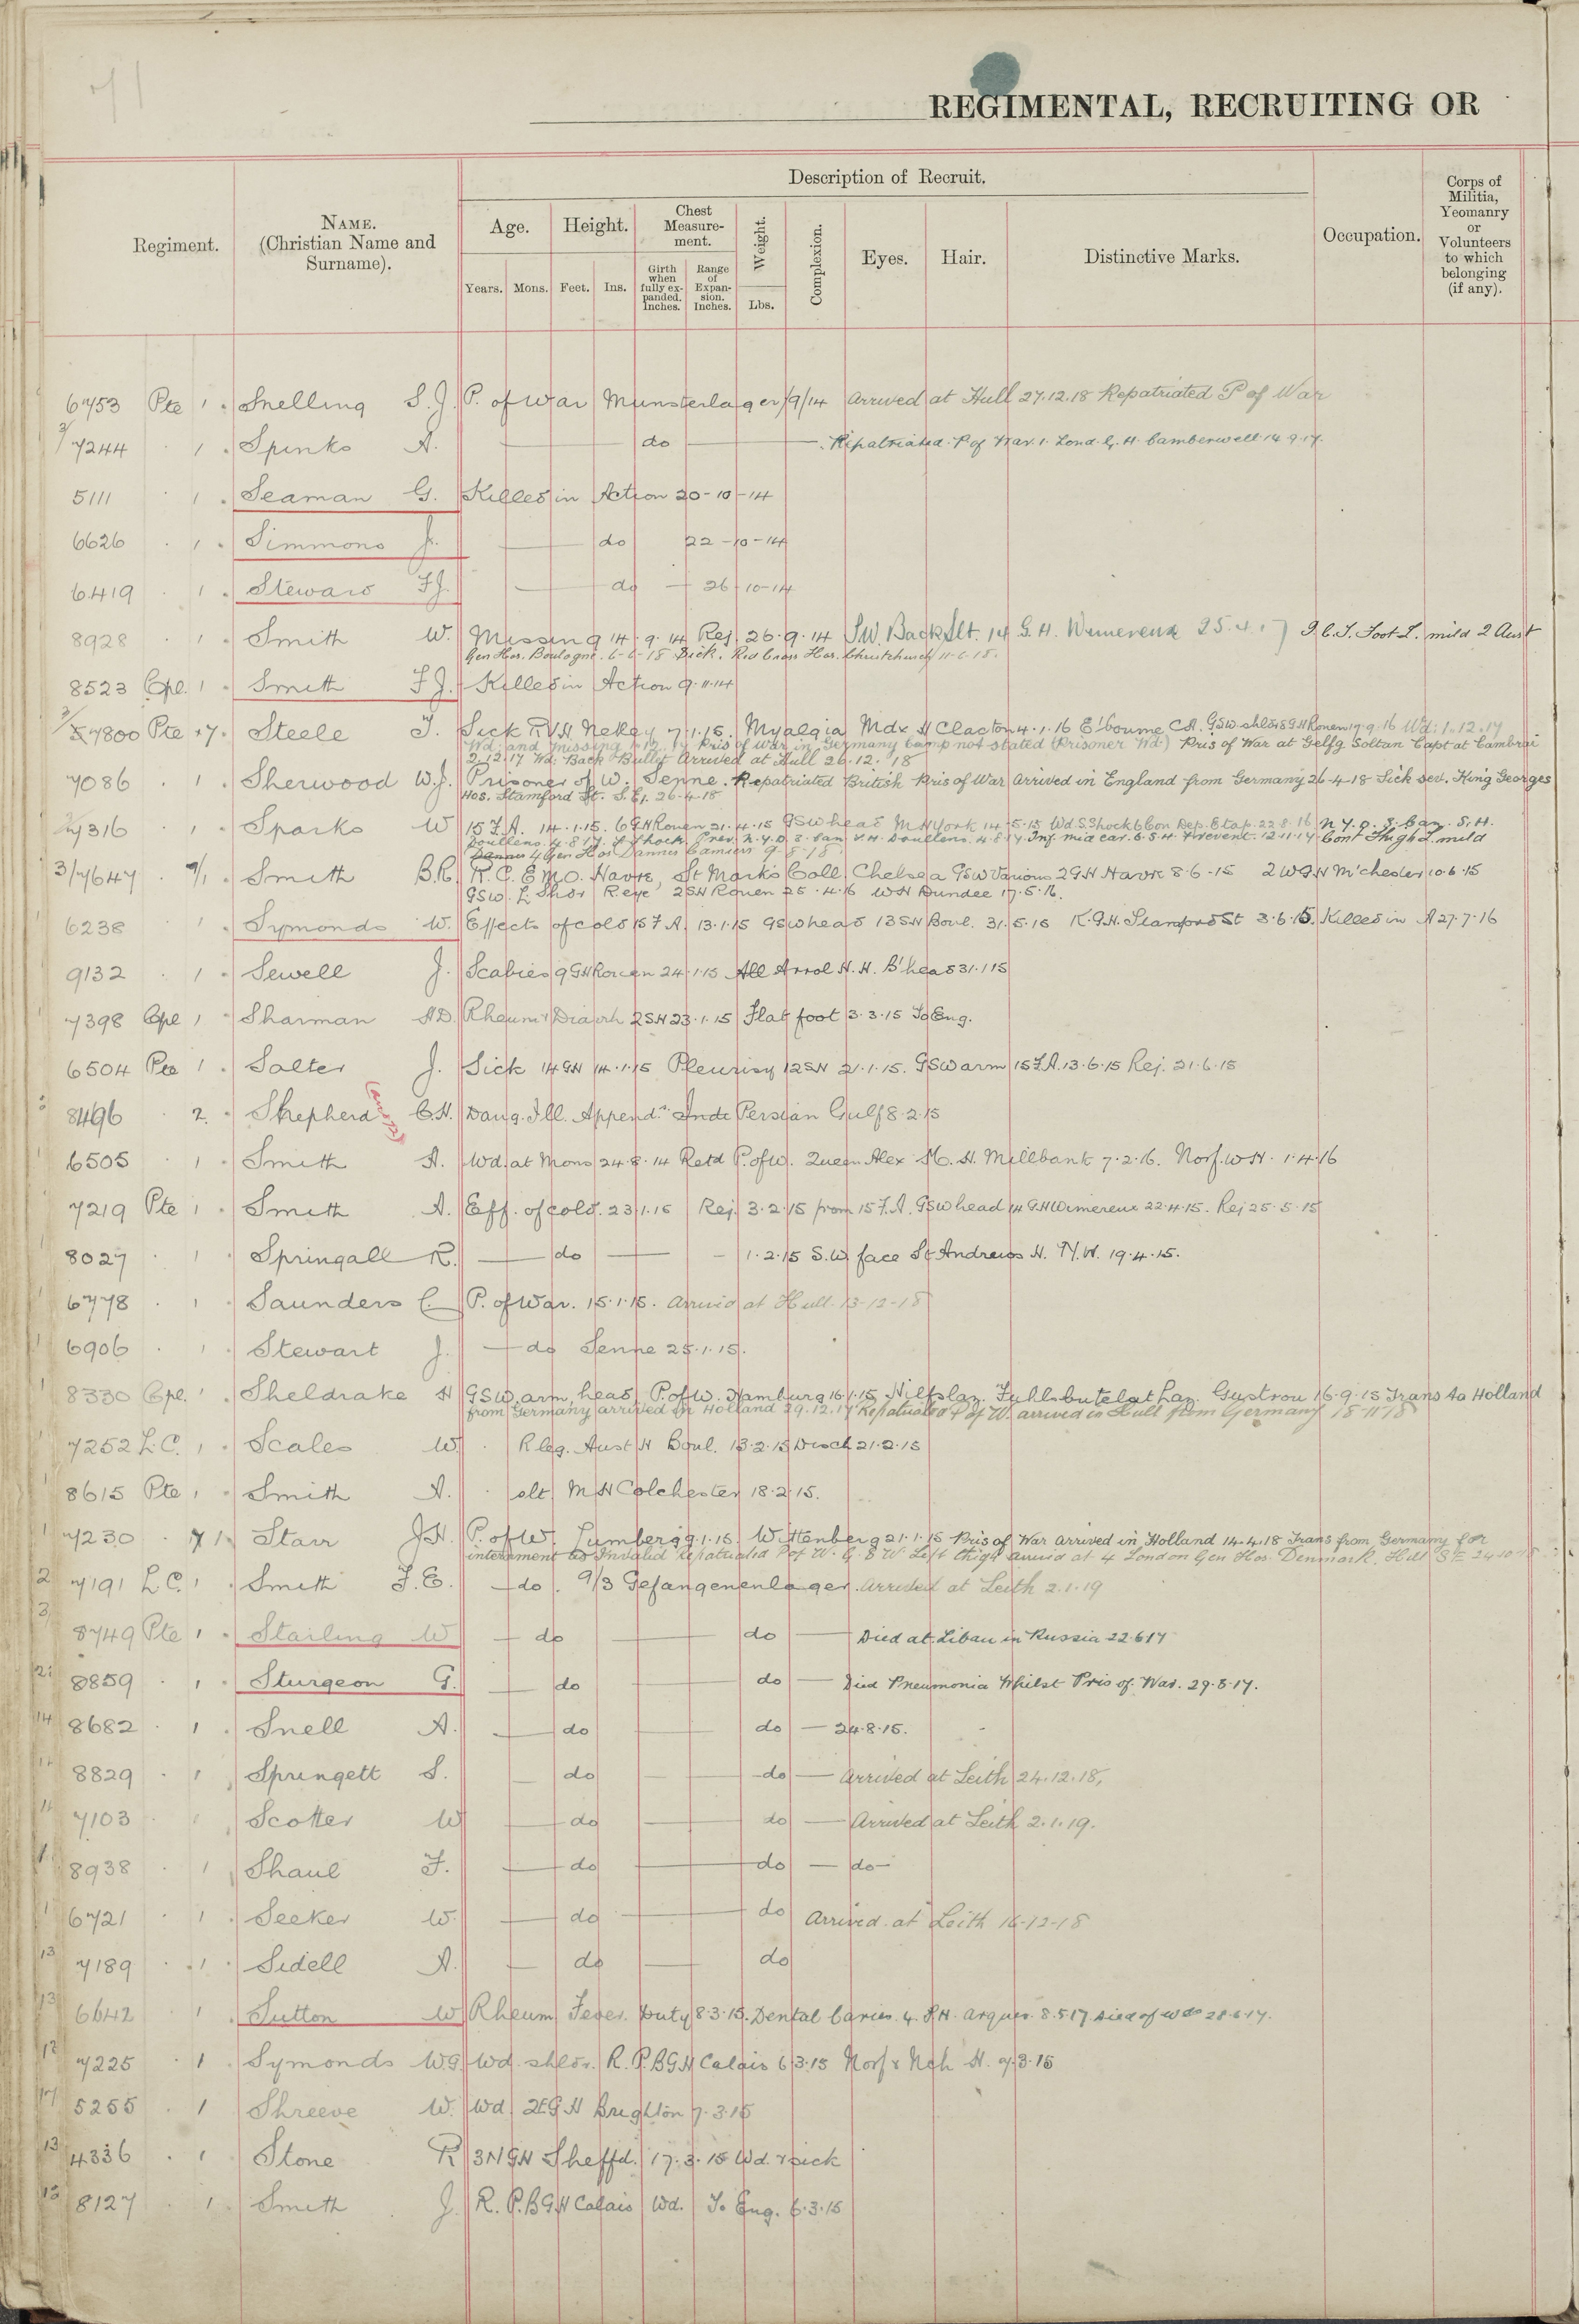 71
REGIMENTAL, RECRUITING OR
Regiment.
NAME.
(Christian Name and
Surname).
Description of Recruit.
Age.
Height.
Chest
Measure-
ment.
Weight.
Complexion.
Eyes.
Hair.
Distinctive Marks.
Occupation.
Corps of
Militia,
Yeomanry
or
Volunteers
to which
belonging
(if any).
Years.
Mons.
Feet.
Ins.
Girth
when
fully ex-
panded.
Inches.
Range
of
Expan-
sion.
Inches.
Lbs.
6753 Pte 1 " Snelling S.J. P. of War Munsterlager /9/14 Arrived at Hull 27.12.18 Repatriated P of War
3/7244 " 1 " Spinks A. — do — Repatriated P of War. 1. Lond. G. H. Camberwell 14.9.17.
5111 " 1 " Seaman G. Killed in Action 20-10-14
6626 " 1 " Simmons J. — do 22-10-14
6419 " 1 " Steward F.J. — do — 26-10-14
8928 " 1 " Smith W. Missing 14.9.14 Rej. 26.9.14 S.W. Back Slt. 14 G.H. Wimereux 25.4.17 I.C.T. Foot L. mild 2 Aust
Gen Hos. Boulogne. 6-6-18 Sick. Red Cross Hos. Christchurch 11-6-18.
8523 Cpl. 1 " Smith F.J. Killed in Action 9.11.14
7800 Pte 7. Steele J. Sick R.V.H. Netley 7.1.15. Myalgia Mdx H Clacton 4.1.16 E'bourne C.H. GSW shldr 8 G H Rouen 17.9.16 Wd: 1.12.17
Wd: and missing 1.12.17 Pris of War in Germany Camp not stated (Prisoner Wd.) Pris of War at Gelfg Soltan Capt at Cambrai
2.12.17 Wd: Back Bullet Arrived at Hull 26.12.18
7086 " 1 " Sherwood W.J. Prisoner of W. Senne. Repatriated British Pris of War arrived in England from Germany 26-4-18 Sick sev. King Georges
Hos. Stamford St. S.E.1. 26-4-18
7316 " 1 " Sparks W 15 F.A. 14.1.15. 6 G H Rouen 21.4.15 GSW head M H York 14-5-15 Wd. S. Shock 6 Con Dep. Etap. 22.8.16 N.Y.D. 3. Can. S.H.
Doullens. 4.8.17. Inf. mid ear. 6.S.H. Frevent. 12.11.17 Cont Thigh L. mild
4 Gen Hos Dannes Camiers 9-5-18
3/7647 " 7/1 " Smith B.R. R.C. E.M.O. Havre, St Mark's Coll. Chelsea GSW Various 2 G H Havre 8-6-15 2 W G H M'chester 10.6.15
GSW. L Shdr R eye 2 SH Rouen 25.4.16 W H Dundee 17.5.16.
6238 " 1 " Symonds W. Effects of cold 15 F.A. 13.1.15 GSW head 13 SH Boul. 31.5.15 K.G.H. Stamford St 3.6.15. Killed in A 27.7.16
9132 " 1 " Sewell J. Scabies 9 G H Rouen 24.1.15 All Arrol H. H. B'head 31.1.15
7398 Cpl 1 " Sharman A.D. Rheum & Diarrh 2 SH 23.1.15 Flat foot 3.3.15 To Eng.
6504 Pte 1 " Salter J. Sick 14 GH 14.1.15 Pleurisy 12 SH 21.1.15. GSW arm 15 F.A. 13.6.15 Rej. 21.6.15
8496 " 2. " Shepherd C.H. Dang. Ill. Append.s Inde Persian Gulf 8.2.15
6505 " 1 " Smith A. Wd. at Mons 24.8.14 Retd P. of W. Queen Alex M. H. Millbank 7.2.16. Norf. W H. 1.4.16
7219 Pte 1 " Smith A. Eff. of cold. 23.1.15 Rej. 3.2.15 from 15 F.A. GSW head 14 G.H Wimereux 22.4.15. Rej 25.5.15
8027 " 1 " Springall R. — do — 1.2.15 S.W. face St Andrews H. M.H. 19.4.15.
6778 " 1 " Saunders C. P. of War. 15.1.15. Arrived at Hull. 13-12-18
6906 " 1 " Stewart J. — do Senne 25.1.15.
8330 Cpl. 1 " Sheldrake H GSW. arm, head, P. of W. Hamburg 16.1.15 Hilfslaz. Fuhlsbutel at Laz. Gustrow 16.9.15 Trans to Holland
from Germany arrived in Holland 29.12.17 Repatriated P of W. arrived in Hull from Germany 18-11-18
7252 L.C. 1 " Scales W. " R leg. Aust H Boul. 13.2.15 Disch 21.2.15
8615 Pte 1 " Smith A. " slt M H Colchester 18.2.15.
7230 " 7 1 " Starr J.H. P. of W. Lumberg 9.1.15 Wittenberg 21.1.15 Pris of War arrived in Holland 14.4.18 Trans from Germany for
internment Invalid Repatriated P of W. G.S.W. Left thigh arrived at 4 London Gen Hos. Denmark. Hill S.E. 24-10-18
7191 L.C. 1 " Smith F.E. — do. 9/3 Gefangenenlager. Arrived at Leith 2.1.19
8749 Pte 1 " Starling W — do — do — Died at Libau in Russia 22.6.17
8859 " 1 " Sturgeon G. — do — do — Died Pneumonia Whilst Pris of War. 29.8.17.
8682 " 1 " Snell A. — do — do — 24.8.15.
8829 " 1 " Springett S. — do — do — Arrived at Leith 24.12.18.
7103 " 1 " Scotter W — do — do — Arrived at Leith 2.1.19.
8938 " 1 " Shaul F. — do — do — do —
6721 " 1 " Seeker W. — do — do Arrived at Leith 16-12-18
7189 " 1 " Sidell A. — do — do
6642 " 1 " Sutton W Rheum Fever. Duty 8.3.15. Dental Caries. 4. S.H. Arques. 8.5.17 Died of wds 28.6.17.
7225 " 1 " Symonds W.G. Wd. shldr. R. P.B.G.H Calais 6.3.15 Norf & Nch H. 9.3.15
5255 " 1 " Shreeve W. Wd 2 E G H Brighton 7.3.15
4336 " 1 " Stone R 3 N G H Sheffd. 17.3.15 Wd. & sick
8127 " 1 " Smith J. R. P.B G.H Calais Wd. To Eng. 6.3.15